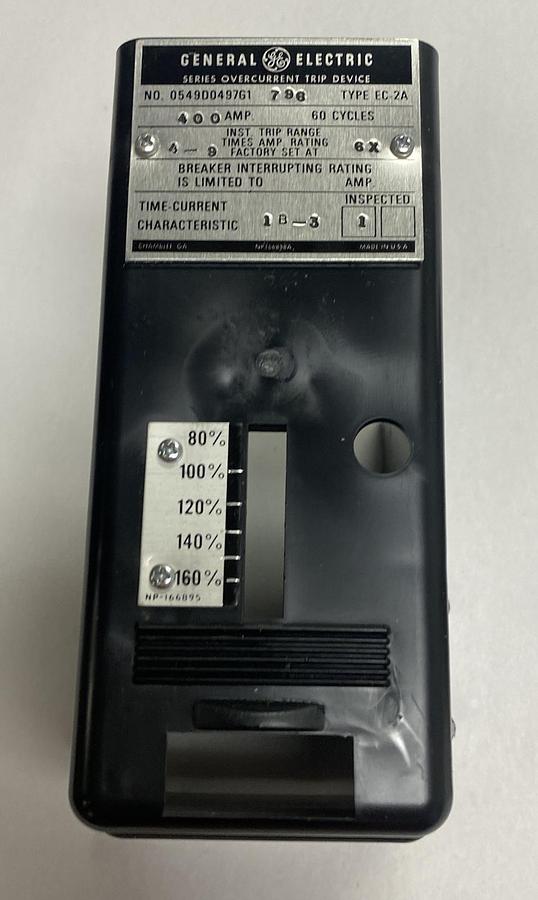 GENERAL GE ELECTRIC
SERIES OVERCURRENT TRIP DEVICE
NO. 0549D0497G1 796 TYPE EC-2A
400 AMP. 60 CYCLES
INST. TRIP RANGE
4-9 TIMES AMP. RATING 6X
FACTORY SET AT
BREAKER INTERRUPTING RATING
IS LIMITED TO AMP.
INSPECTED
TIME-CURRENT
CHARACTERISTIC 1B-3 1
MADE IN U.S.A.
80%
100%
120%
140%
160%
NP-166895